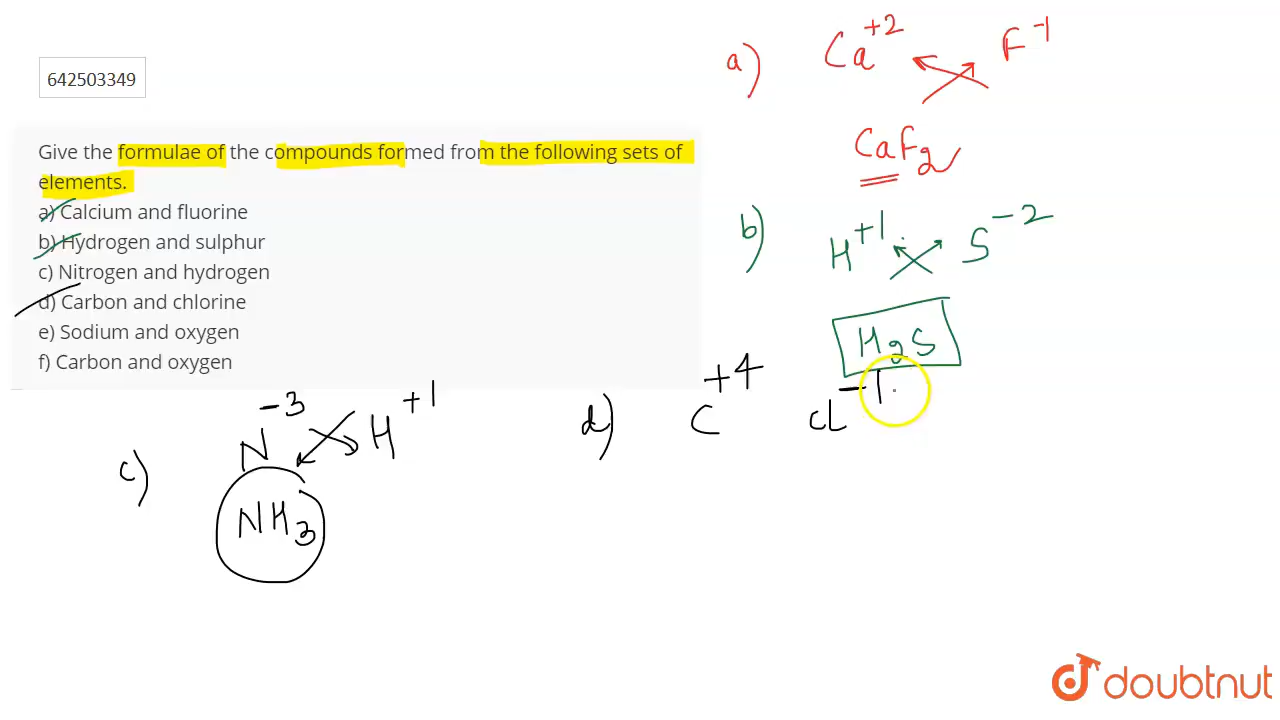 642503349
Give the formulae of the compounds formed from the following sets of
elements.
a) Calcium and fluorine
b) Hydrogen and sulphur
c) Nitrogen and hydrogen
d) Carbon and chlorine
e) Sodium and oxygen
f) Carbon and oxygen
a) Ca+2 F-1
CaF2
b) H+1 S-2
H2S
c) N-3 H+1
NH3
d) C+4 Cl-1
doubtnut